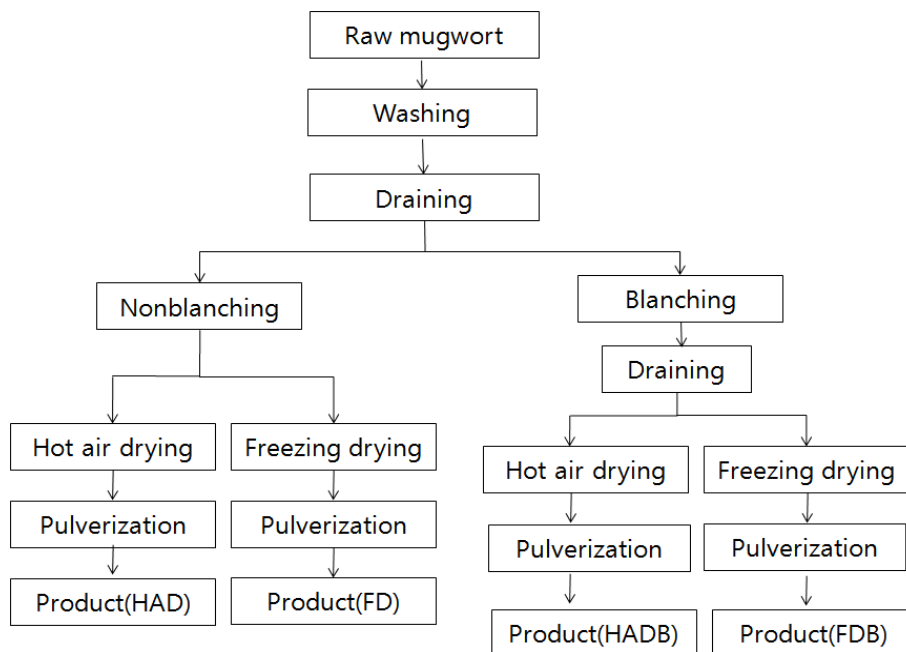 Raw mugwort
Washing
Draining
Nonblanching
Blanching
Draining
Hot air drying
Freezing drying
Hot air drying
Freezing drying
Pulverization
Pulverization
Pulverization
Pulverization
Product(HAD)
Product(FD)
Product(HADB)
Product(FDB)